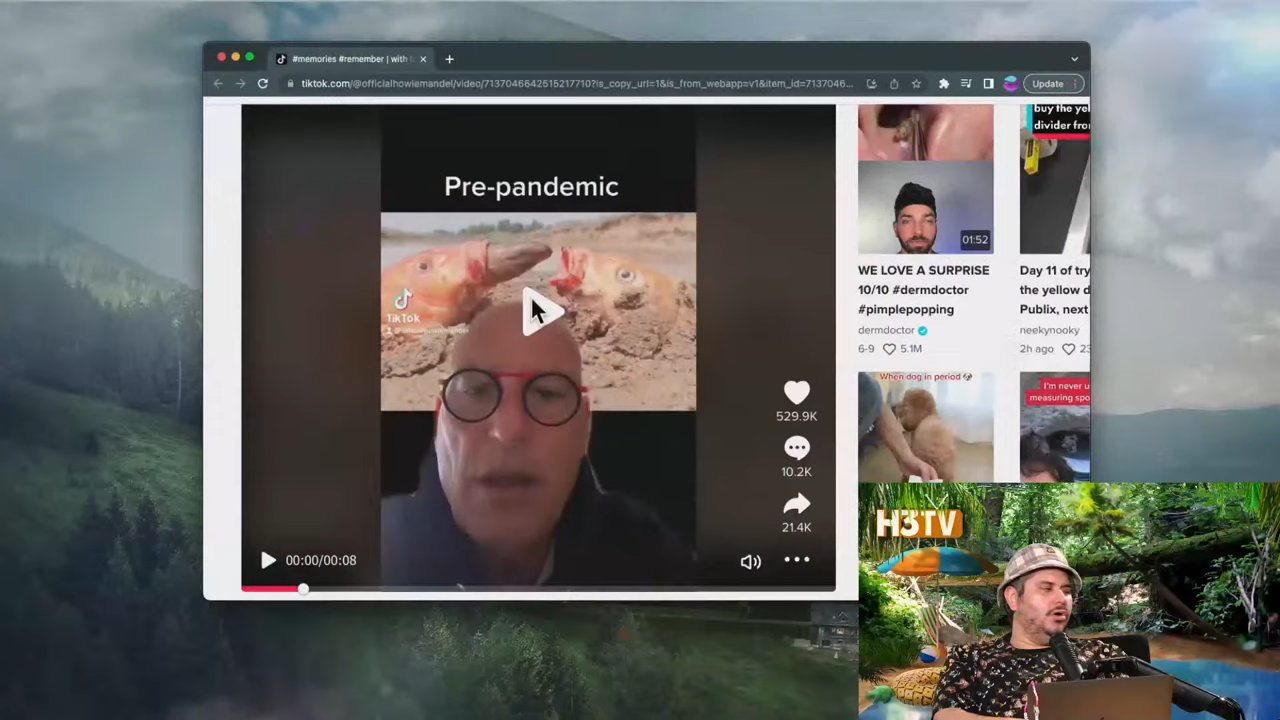 #memories #remember | with
tiktok.com/@officialhowiemandel/video/7137046642515217710?is_copy_url=1&is_from_webapp=v1&item_id=7137046...
Update
Pre-pandemic
TikTok
529.9K
10.2K
21.4K
00:00/00:08
01:52
WE LOVE A SURPRISE
10/10 #dermdoctor
#pimplepopping
dermdoctor
6-9 5.1M
buy the yel
divider fron
Day 11 of try
the yellow d
Publix, next
neekynooky
2h ago 23
When dog in period
I'm never u
measuring spo
H3TV